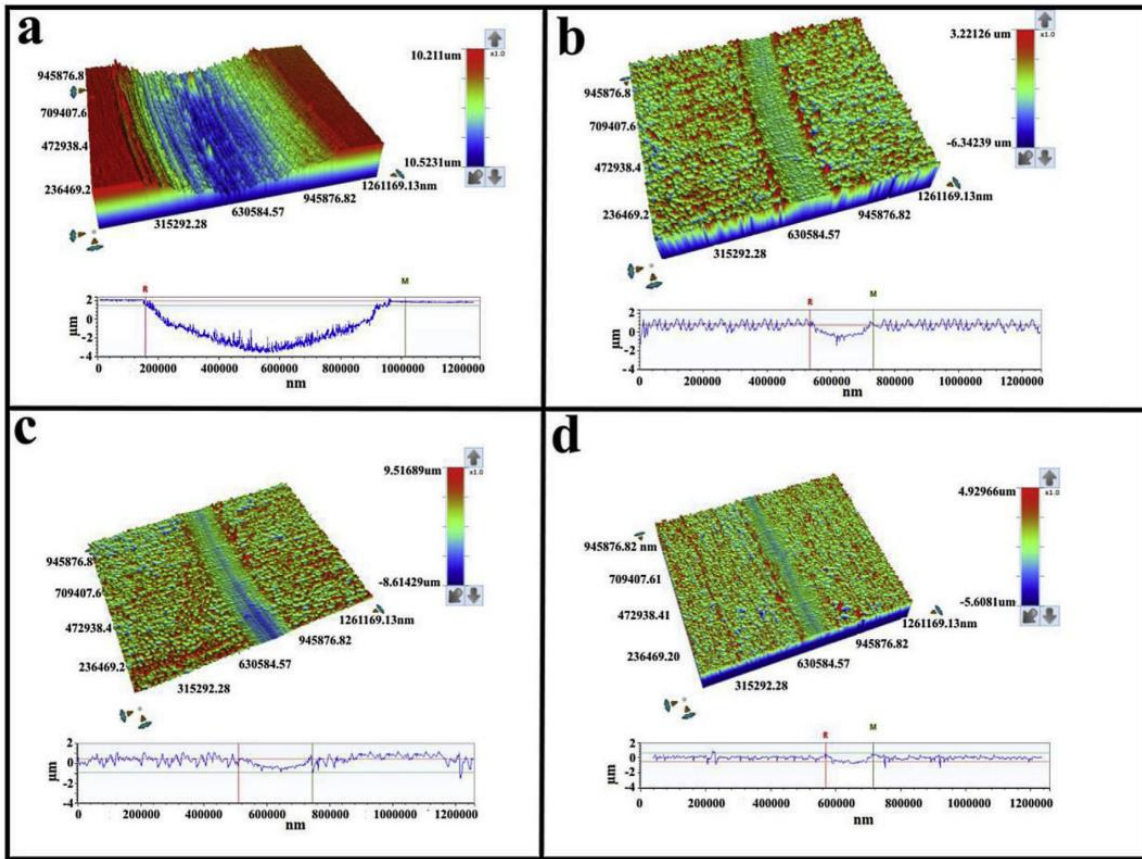 a
10.211um
x1.0
10.5231um
945876.8
709407.6
472938.4
236469.2
315292.28
630584.57
945876.82
1261169.13nm
R
M
μm
2
0
-2
-4
0
200000
400000
600000
800000
1000000
1200000
nm
b
3.22126 um
x1.0
-6.34239 um
945876.8
709407.6
472938.4
236469.2
315292.28
630584.57
945876.82
1261169.13nm
R
M
μm
2
0
-2
-4
0
200000
400000
600000
800000
1000000
1200000
nm
c
9.51689um
x1.0
-8.61429um
945876.8
709407.6
472938.4
236469.2
315292.28
630584.57
945876.82
1261169.13nm
μm
2
0
-2
-4
0
200000
400000
600000
800000
1000000
1200000
nm
d
4.92966um
x1.0
-5.6081um
945876.82 nm
709407.61
472938.41
236469.20
315292.28
630584.57
945876.82
1261169.13nm
R
M
μm
2
0
-2
-4
0
200000
400000
600000
800000
1000000
1200000
nm